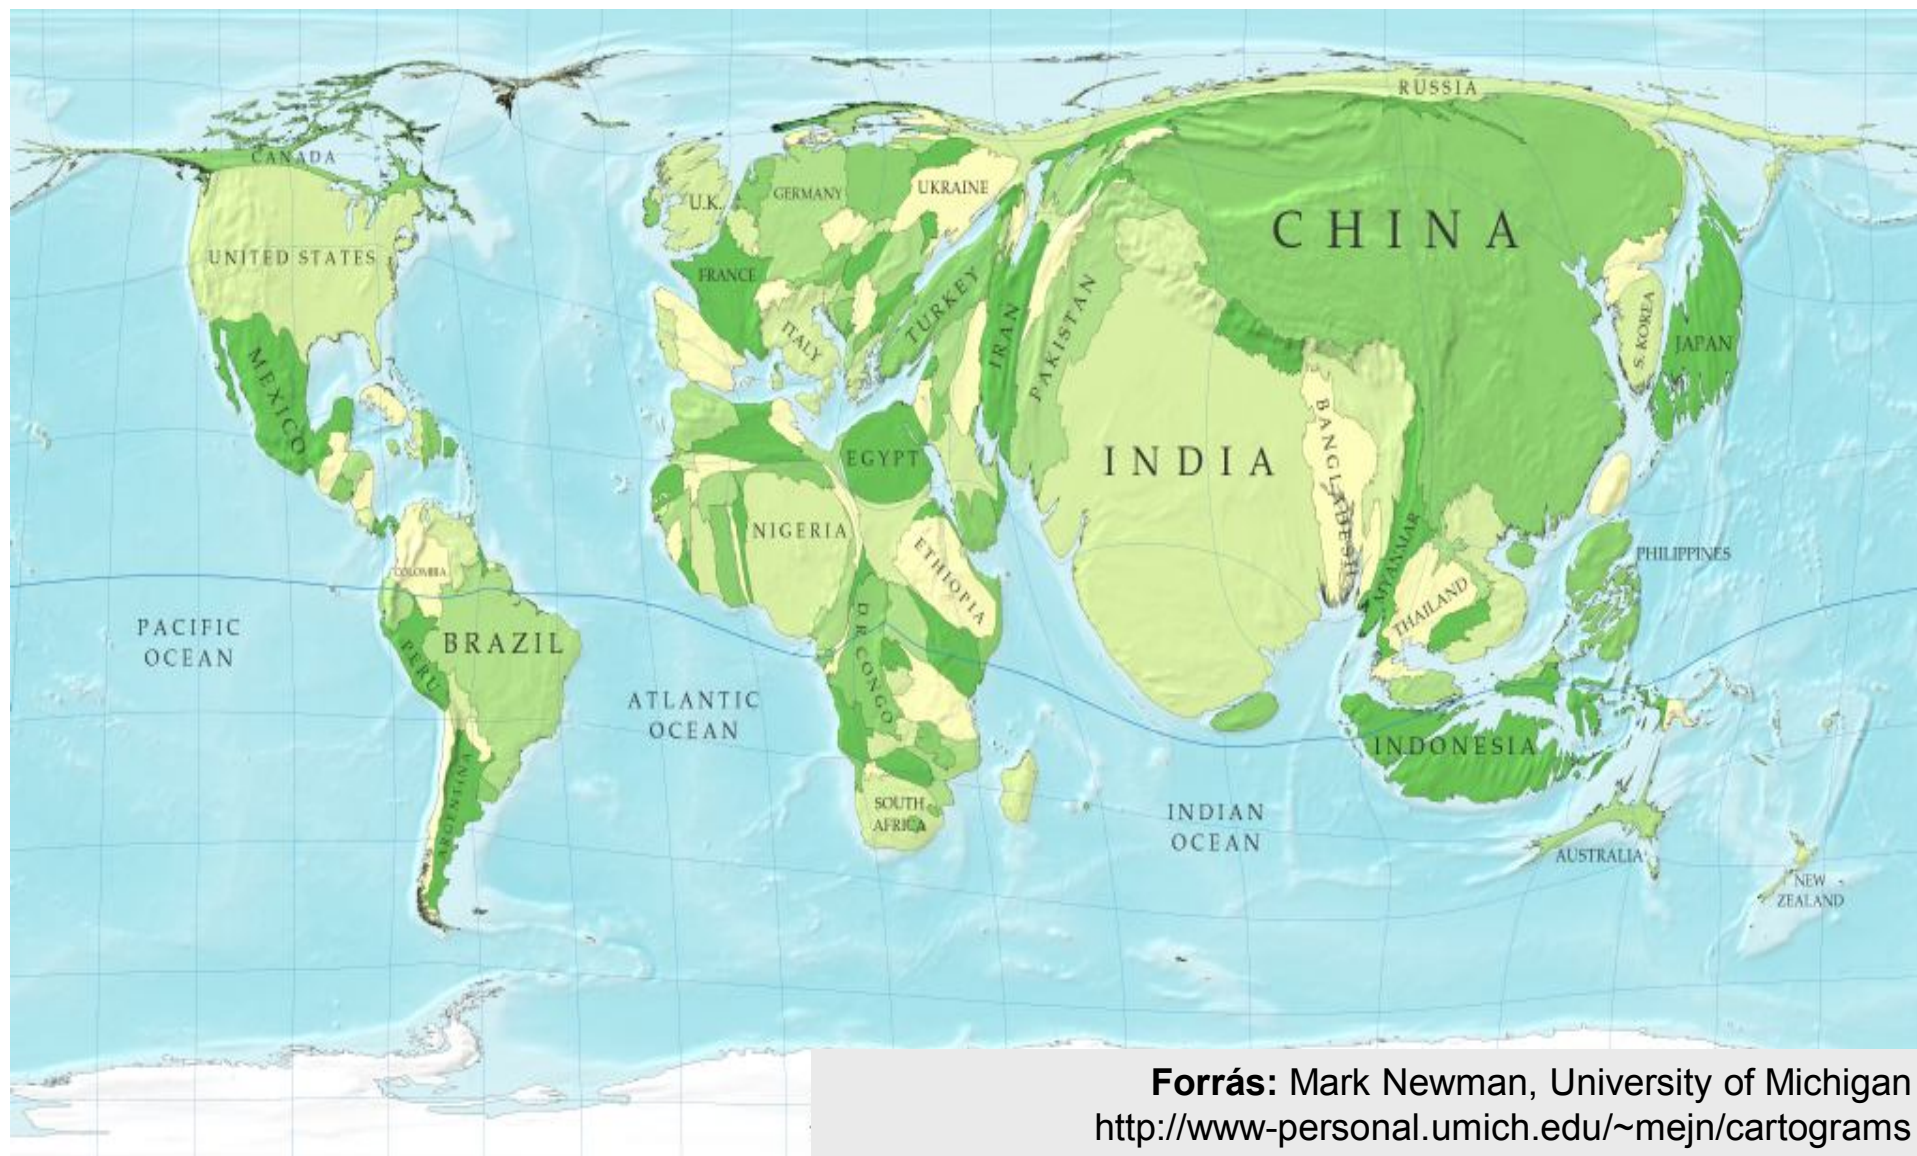 RUSSIA
CANADA
U.K.
GERMANY
UKRAINE
CHINA
UNITED STATES
FRANCE
ITALY
TURKEY
IRAN
PAKISTAN
S. KOREA
JAPAN
MEXICO
EGYPT
INDIA
BANGLADESH
NIGERIA
ETHIOPIA
MYANMAR
PHILIPPINES
COLOMBIA
THAILAND
PACIFIC
OCEAN
BRAZIL
PERU
D.R.CONGO
ATLANTIC
OCEAN
INDONESIA
ARGENTINA
SOUTH
AFRICA
INDIAN
OCEAN
AUSTRALIA
NEW
ZEALAND
Forrás: Mark Newman, University of Michigan
http://www-personal.umich.edu/~mejn/cartograms